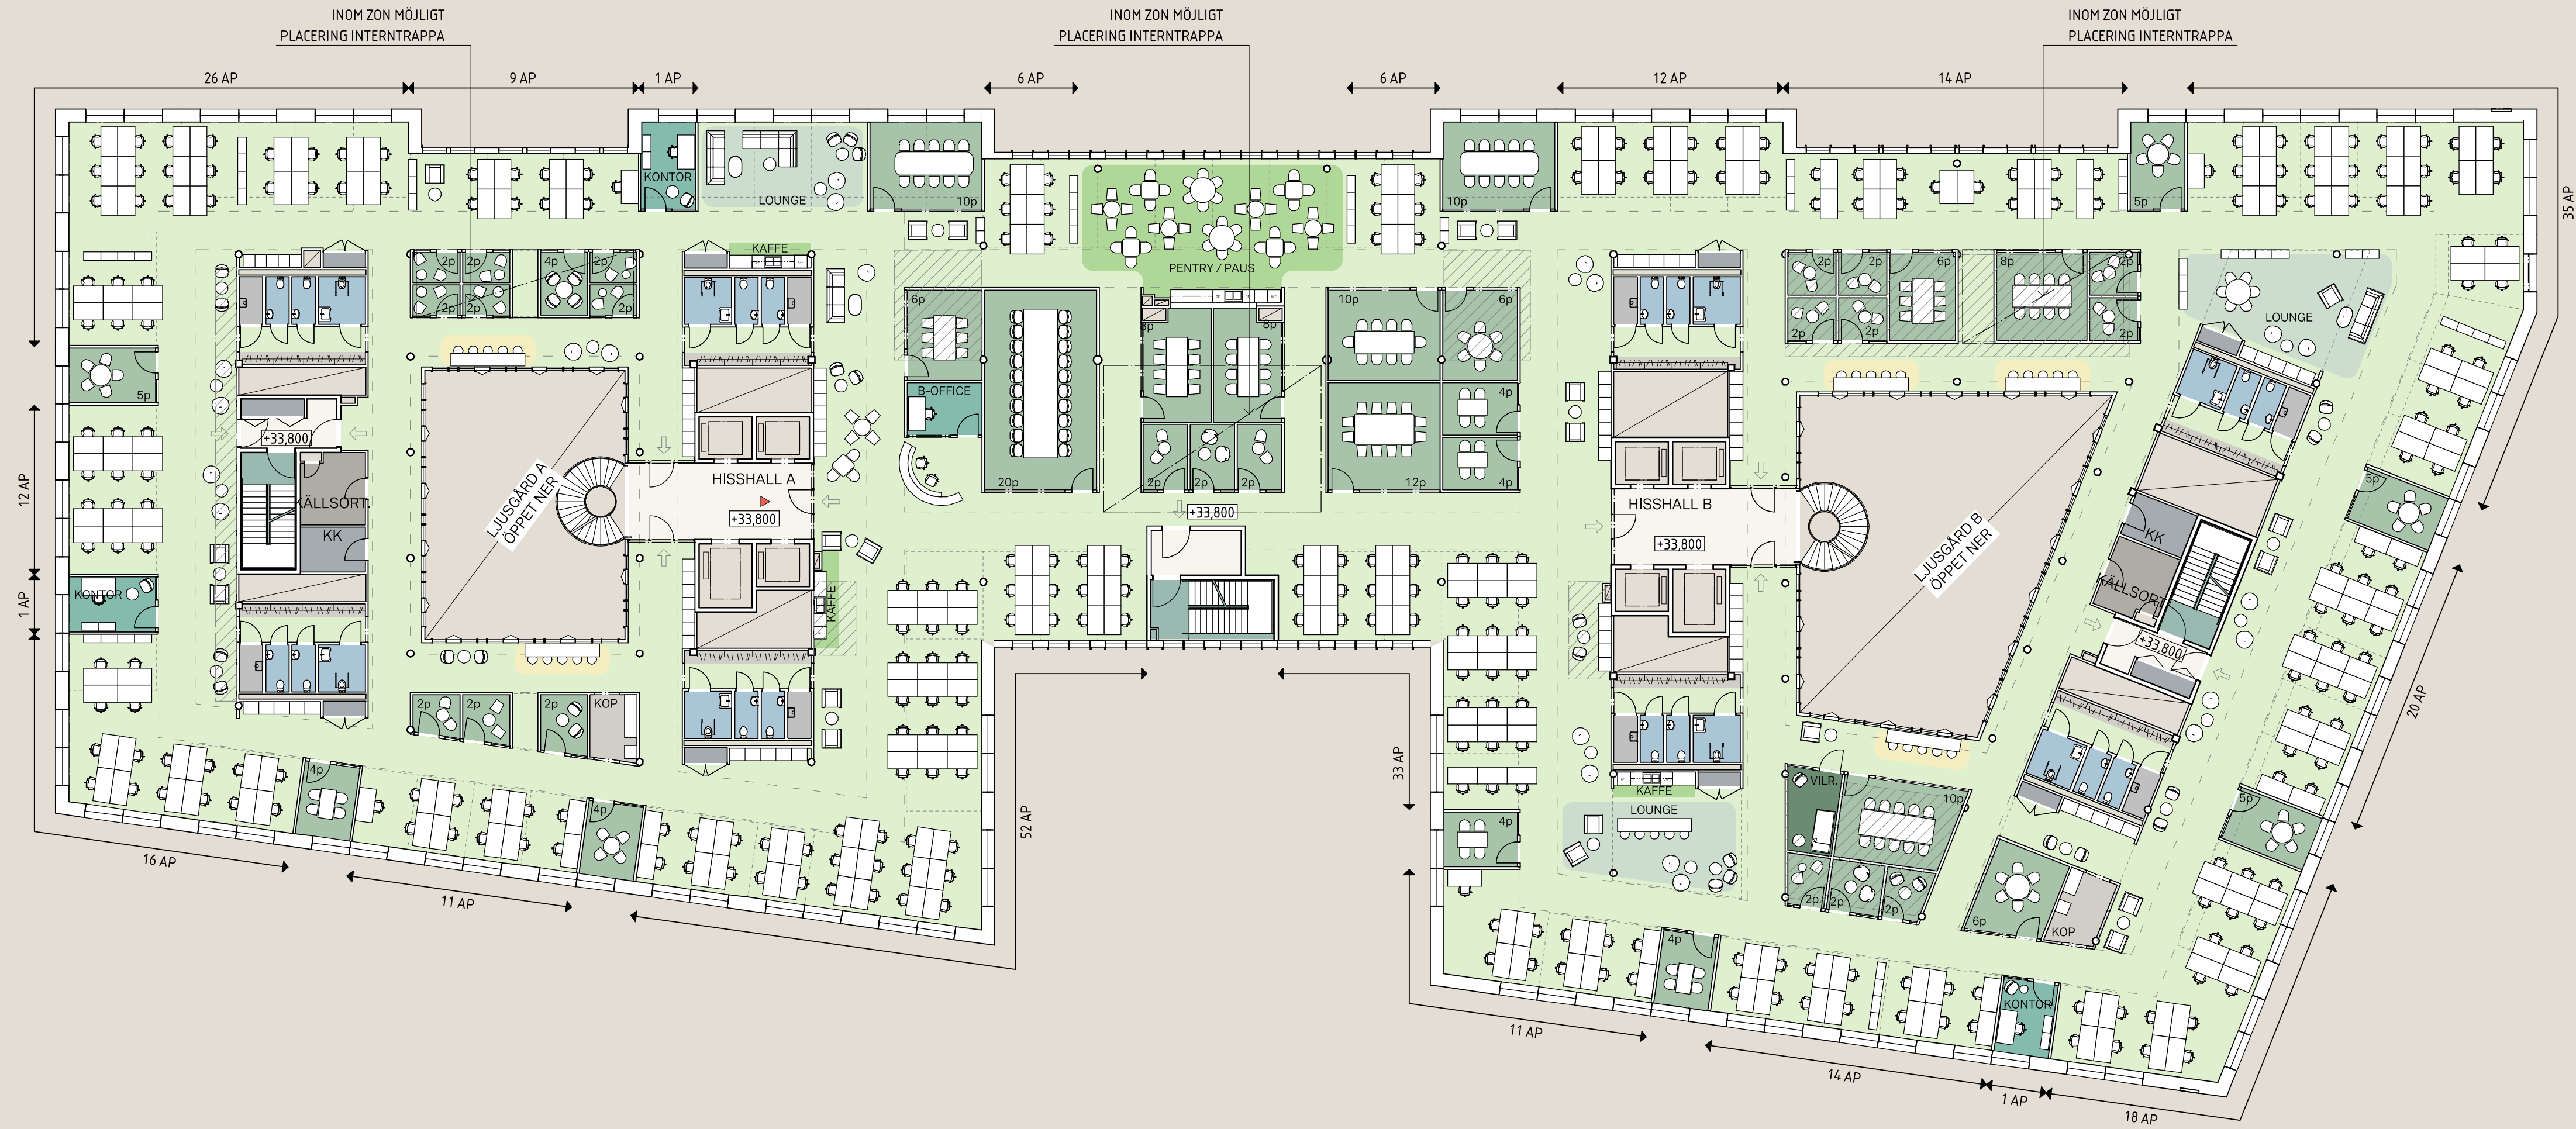 INOM ZON MÖJLIGT
PLACERING INTERNTRAPPA
INOM ZON MÖJLIGT
PLACERING INTERNTRAPPA
INOM ZON MÖJLIGT
PLACERING INTERNTRAPPA
26 AP
9 AP
1 AP
6 AP
6 AP
12 AP
14 AP
35 AP
KONTOR
LOUNGE
10p
10p
5p
KAFFE
PENTRY / PAUS
2p
2p
4p
2p
2p
2p
2p
6p
8p
8p
10p
6p
2p
2p
6p
8p
2p
2p
2p
2p
LOUNGE
5p
B-OFFICE
4p
+33,800
12 AP
KÄLLSORT.
KK
LJUSGÅRD A
ÖPPET NER
HISSHALL A
+33,800
20p
2p
2p
2p
12p
4p
+33,800
HISSHALL B
+33,800
LJUSGÅRD B
ÖPPET NER
5p
KK
KÄLLSORT.
+33,800
1 AP
KONTOR
KAFFE
20 AP
2p
2p
2p
KOP
4p
4p
16 AP
11 AP
52 AP
33 AP
4p
KAFFE
LOUNGE
VILR.
10p
2p
2p
2p
5p
6p
KOP
4p
KONTOR
11 AP
14 AP
1 AP
18 AP